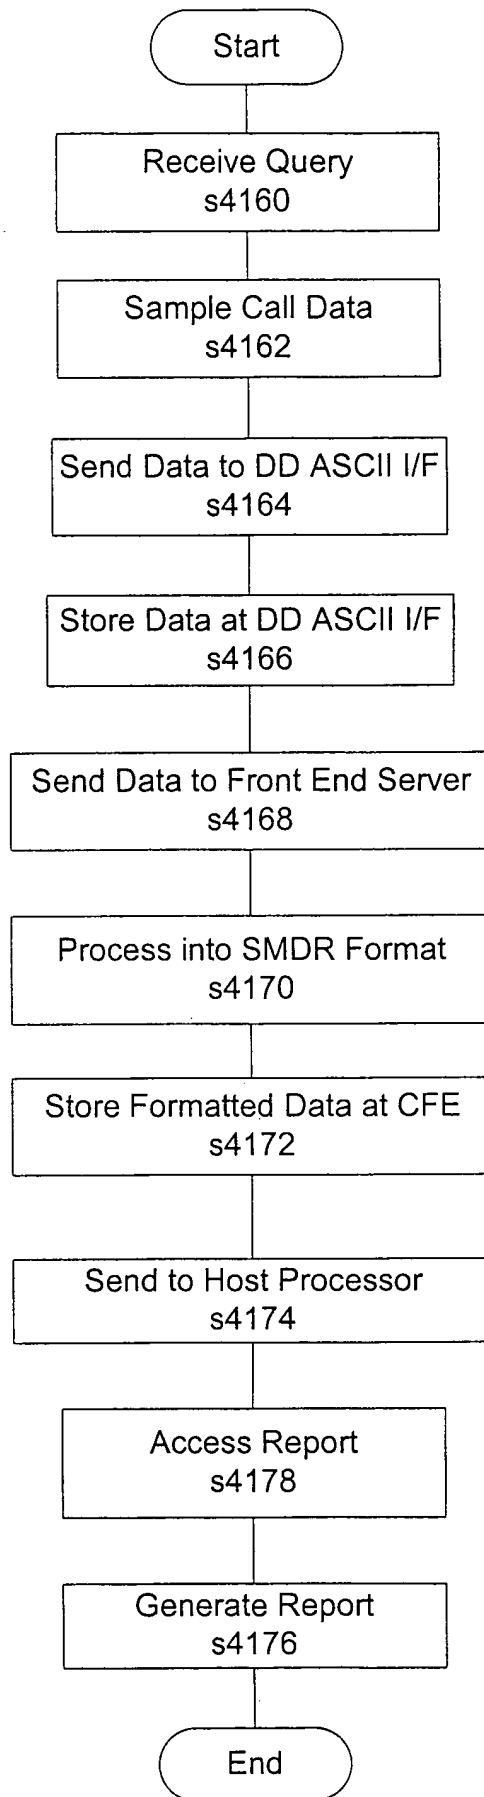 Start
Receive Query
s4160
Sample Call Data
s4162
Send Data to DD ASCII I/F
s4164
Store Data at DD ASCII I/F
s4166
Send Data to Front End Server
s4168
Process into SMDR Format
s4170
Store Formatted Data at CFE
s4172
Send to Host Processor
s4174
Access Report
s4178
Generate Report
s4176
End